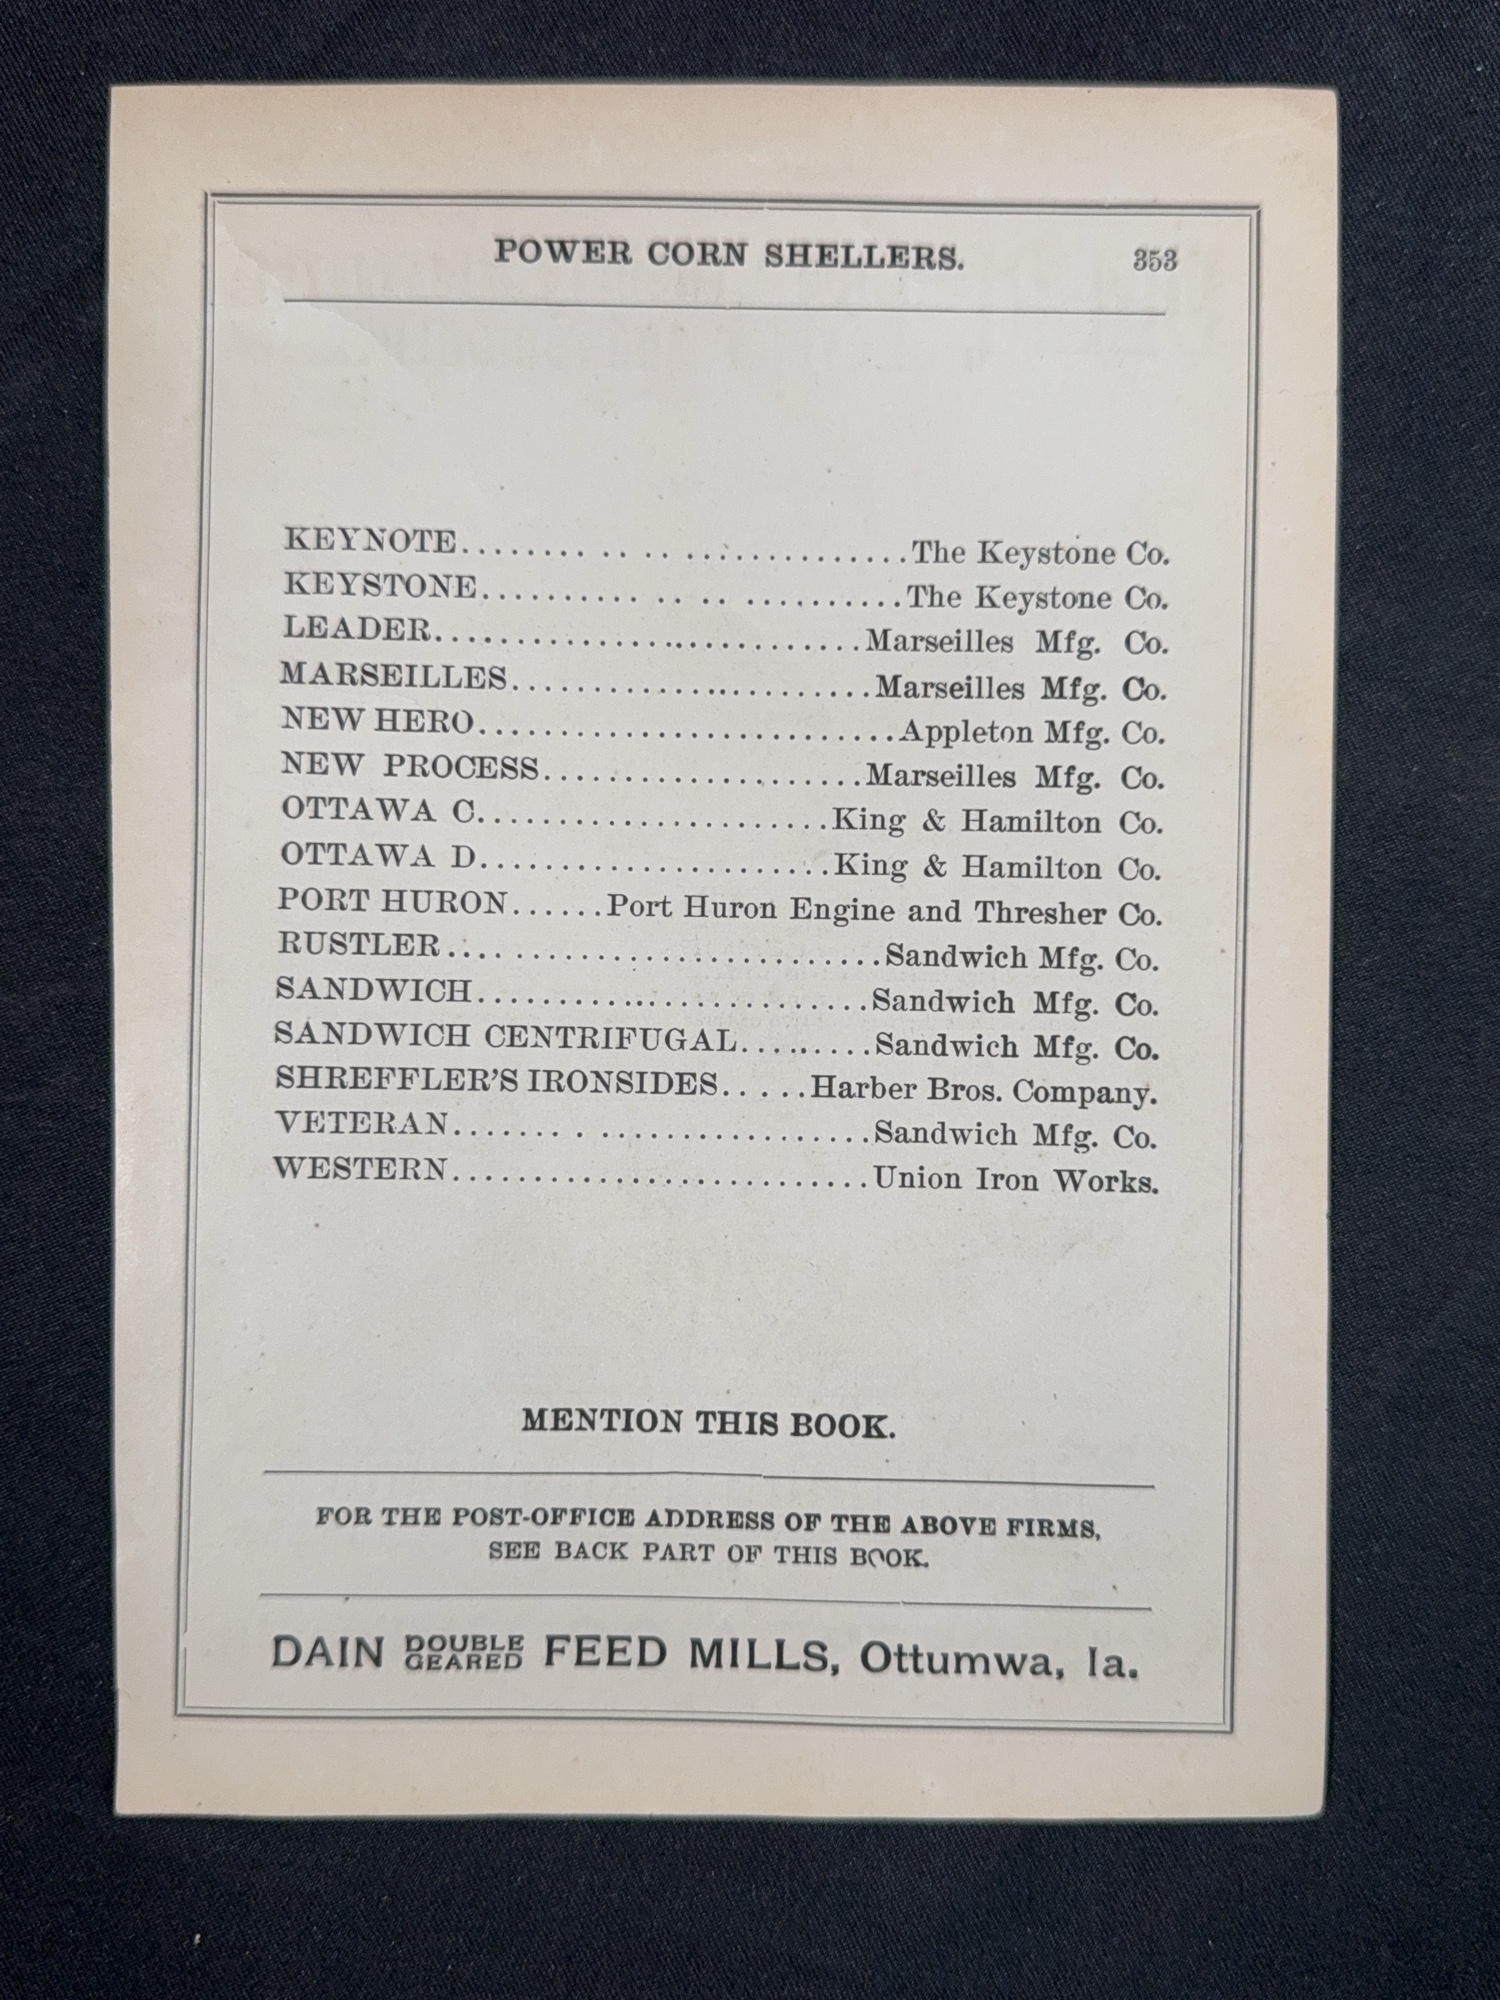 POWER CORN SHELLERS. 353
KEYNOTE........ .. .. ..............The Keystone Co.
KEYSTONE.......... .. .. ..........The Keystone Co.
LEADER...........................Marseilles Mfg. Co.
MARSEILLES.......................Marseilles Mfg. Co.
NEW HERO..........................Appleton Mfg. Co.
NEW PROCESS....................Marseilles Mfg. Co.
OTTAWA C......................King & Hamilton Co.
OTTAWA D......................King & Hamilton Co.
PORT HURON......Port Huron Engine and Thresher Co.
RUSTLER.... .......................Sandwich Mfg. Co.
SANDWICH.........................Sandwich Mfg. Co.
SANDWICH CENTRIFUGAL.........Sandwich Mfg. Co.
SHREFFLER'S IRONSIDES.....Harber Bros. Company.
VETERAN....... . .................Sandwich Mfg. Co.
WESTERN..........................Union Iron Works.
MENTION THIS BOOK.
FOR THE POST-OFFICE ADDRESS OF THE ABOVE FIRMS,
SEE BACK PART OF THIS BOOK.
DAIN DOUBLE GEARED FEED MILLS, Ottumwa, Ia.